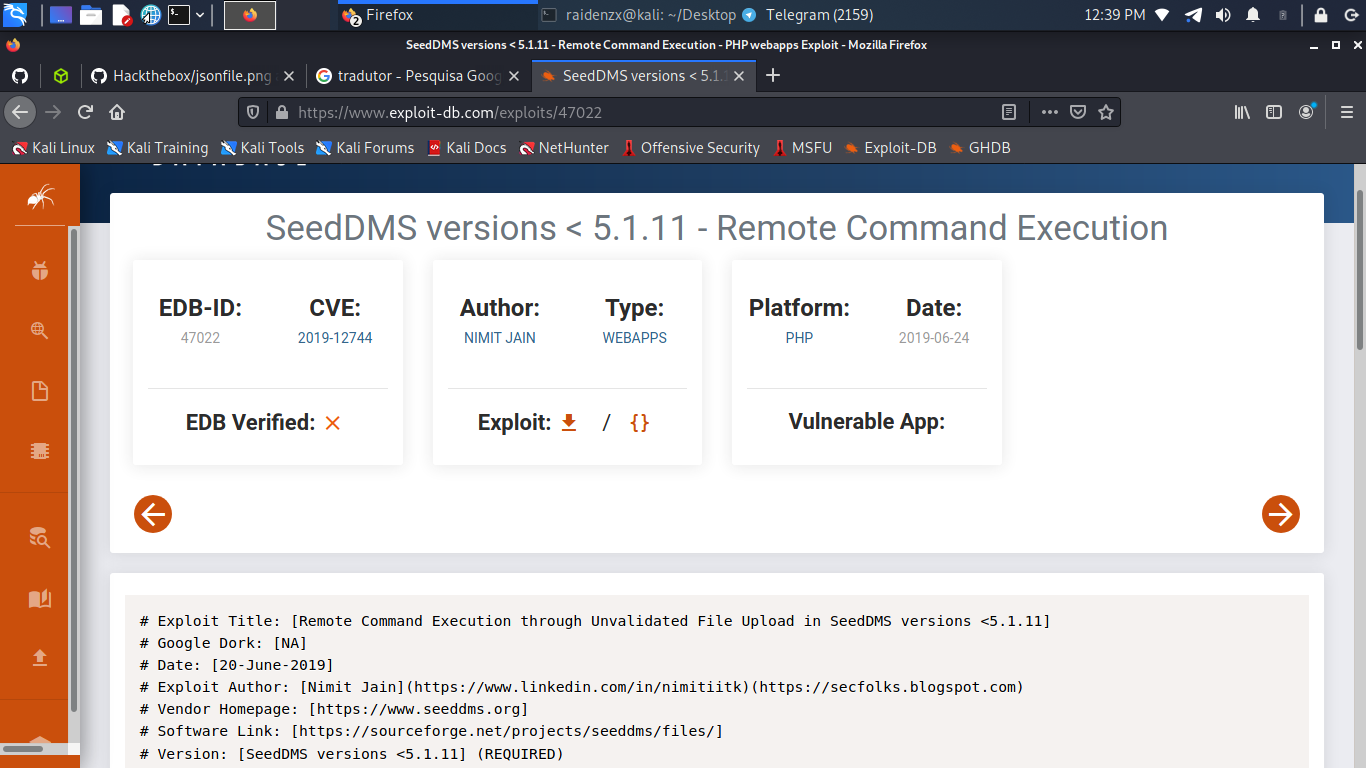 Firefox
2
raidenzx@kali: ~/Desktop
Telegram (2159)
12:39 PM
SeedDMS versions < 5.1.11 - Remote Command Execution - PHP webapps Exploit - Mozilla Firefox
Hackthebox/jsonfile.png
tradutor - Pesquisa Goog
SeedDMS versions < 5.1.1
https://www.exploit-db.com/exploits/47022
Kali Linux
Kali Training
Kali Tools
Kali Forums
Kali Docs
NetHunter
Offensive Security
MSFU
Exploit-DB
GHDB
SeedDMS versions < 5.1.11 - Remote Command Execution
EDB-ID:
47022
CVE:
2019-12744
EDB Verified:
Author:
NIMIT JAIN
Type:
WEBAPPS
Exploit: / {}
Platform:
PHP
Date:
2019-06-24
Vulnerable App:
# Exploit Title: [Remote Command Execution through Unvalidated File Upload in SeedDMS versions <5.1.11]
# Google Dork: [NA]
# Date: [20-June-2019]
# Exploit Author: [Nimit Jain](https://www.linkedin.com/in/nimitiitk)(https://secfolks.blogspot.com)
# Vendor Homepage: [https://www.seeddms.org]
# Software Link: [https://sourceforge.net/projects/seeddms/files/]
# Version: [SeedDMS versions <5.1.11] (REQUIRED)